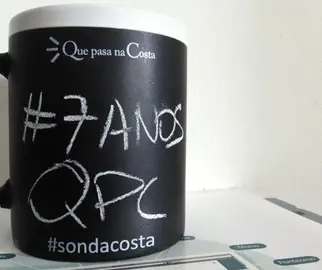 Que pasa na Costa
#7ANOS
QPC
#sondacosta